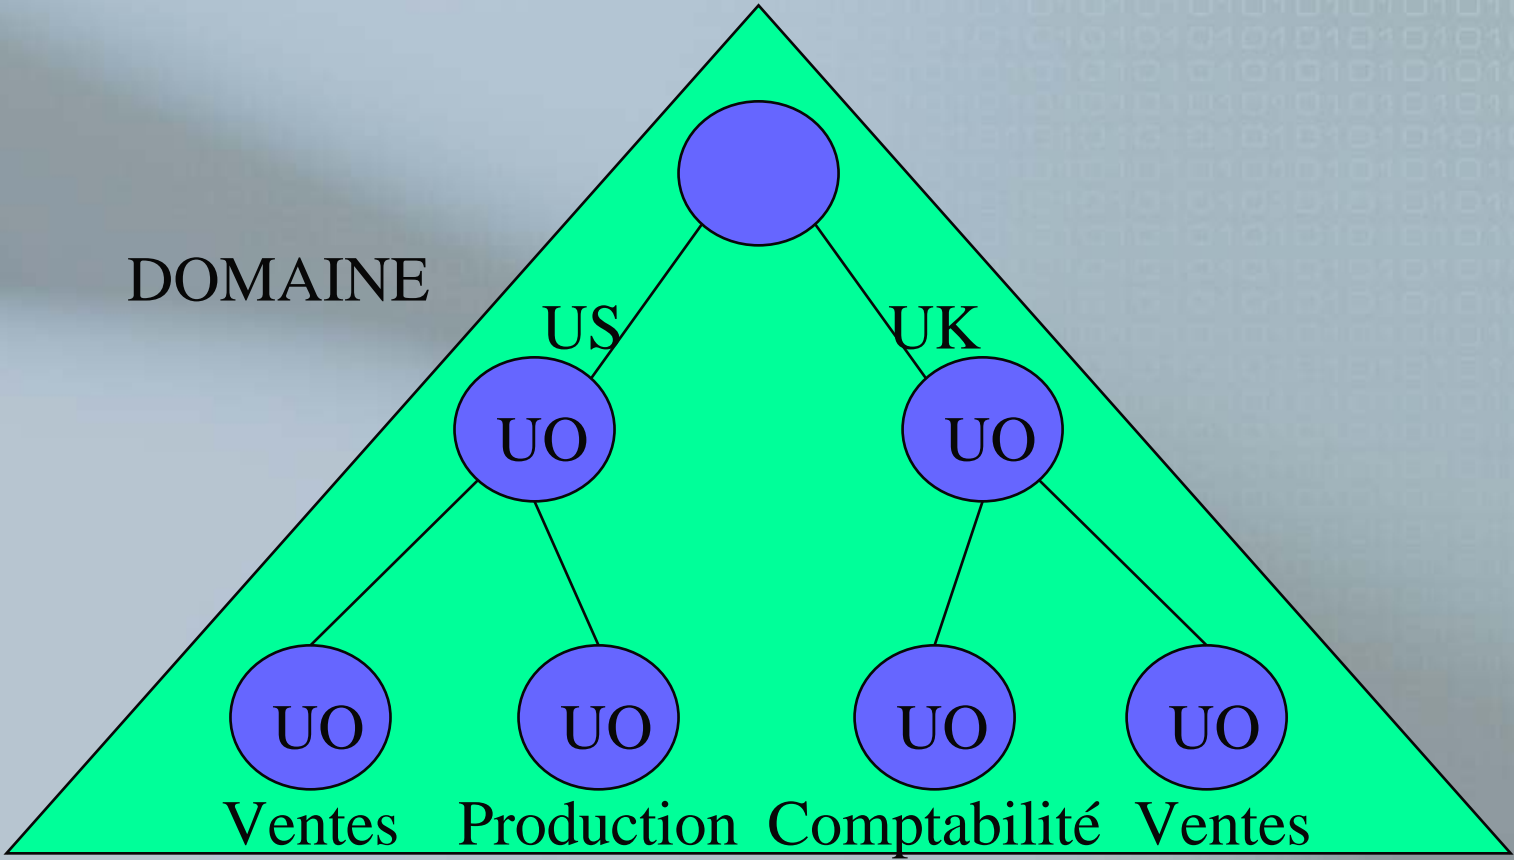 DOMAINE
US UK
UO UO
UO UO UO UO
Ventes Production Comptabilité Ventes